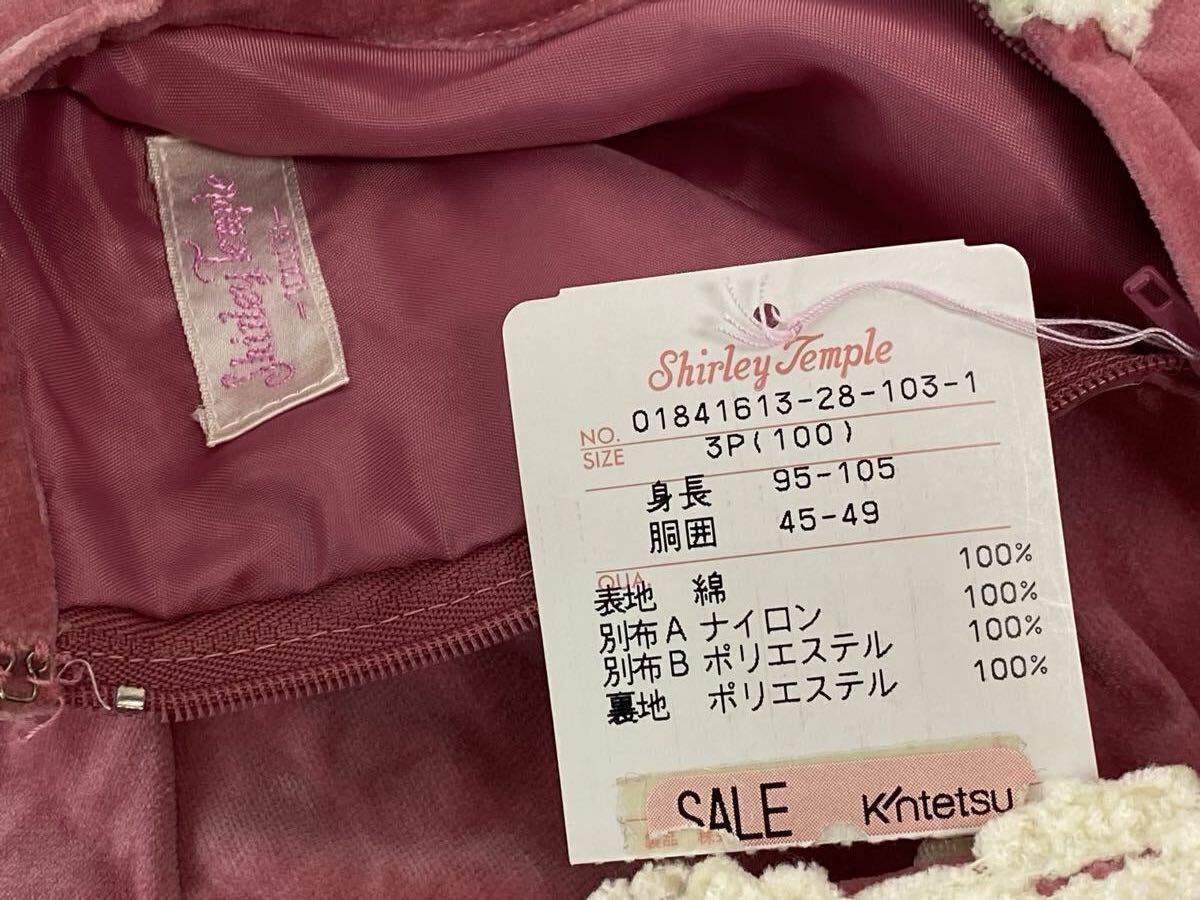 Shirley Temple
Shirley Temple
NO. 01841613-28-103-1
SIZE 3P(100)
身長 95-105
胴囲 45-49
QUA.
表地 綿 100%
別布A ナイロン 100%
別布B ポリエステル 100%
裏地 ポリエステル 100%
SALE Kintetsu